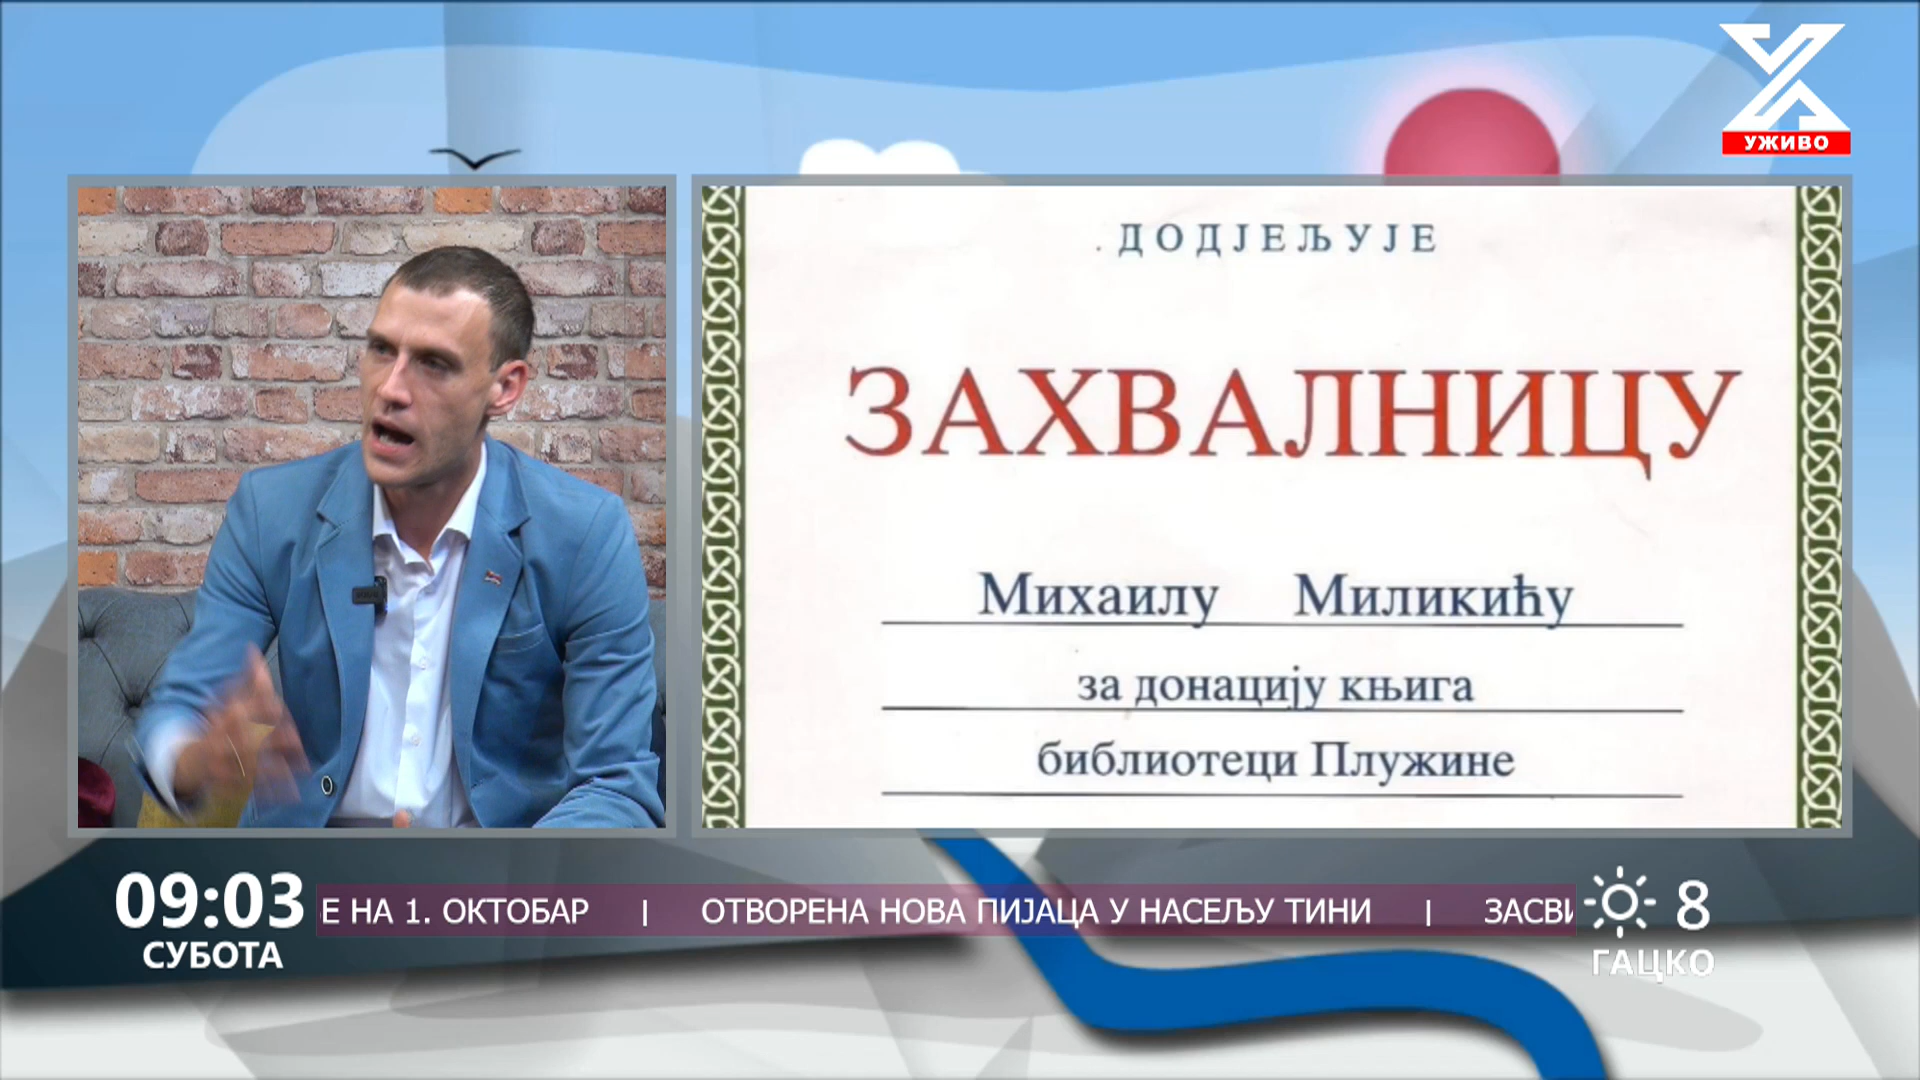 УЖИВО
ДОДЈЕЉУЈЕ
ЗАХВАЛНИЦУ
Михаилу Миликићу
за донацију књига
библиотеци Плужине
09:03
СУБОТА
Е НА 1. ОКТОБАР | ОТВОРЕНА НОВА ПИЈАЦА У НАСЕЉУ ТИНИ | ЗАСВИ
8
ГАЦКО